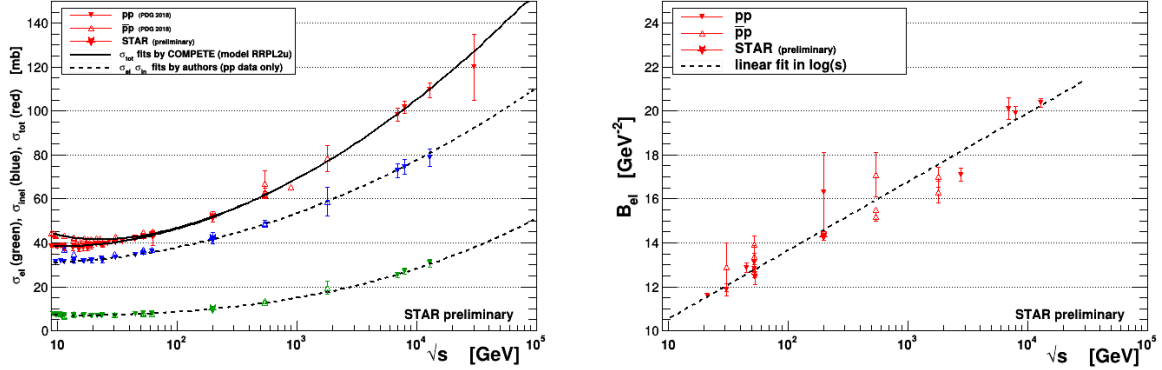 pp (PDG 2018)
p̄p (PDG 2018)
STAR (preliminary)
σtot fits by COMPETE (model RRPL2u)
σel σin fits by authors (pp data only)
σel (green), σinel (blue), σtot (red) [mb]
140
120
100
80
60
40
20
0
10 10² 10³ 10⁴ 10⁵
√s [GeV]
STAR preliminary
pp
p̄p
STAR (preliminary)
linear fit in log(s)
Bel [GeV⁻²]
24
22
20
18
16
14
12
10
10 10² 10³ 10⁴ 10⁵
√s [GeV]
STAR preliminary